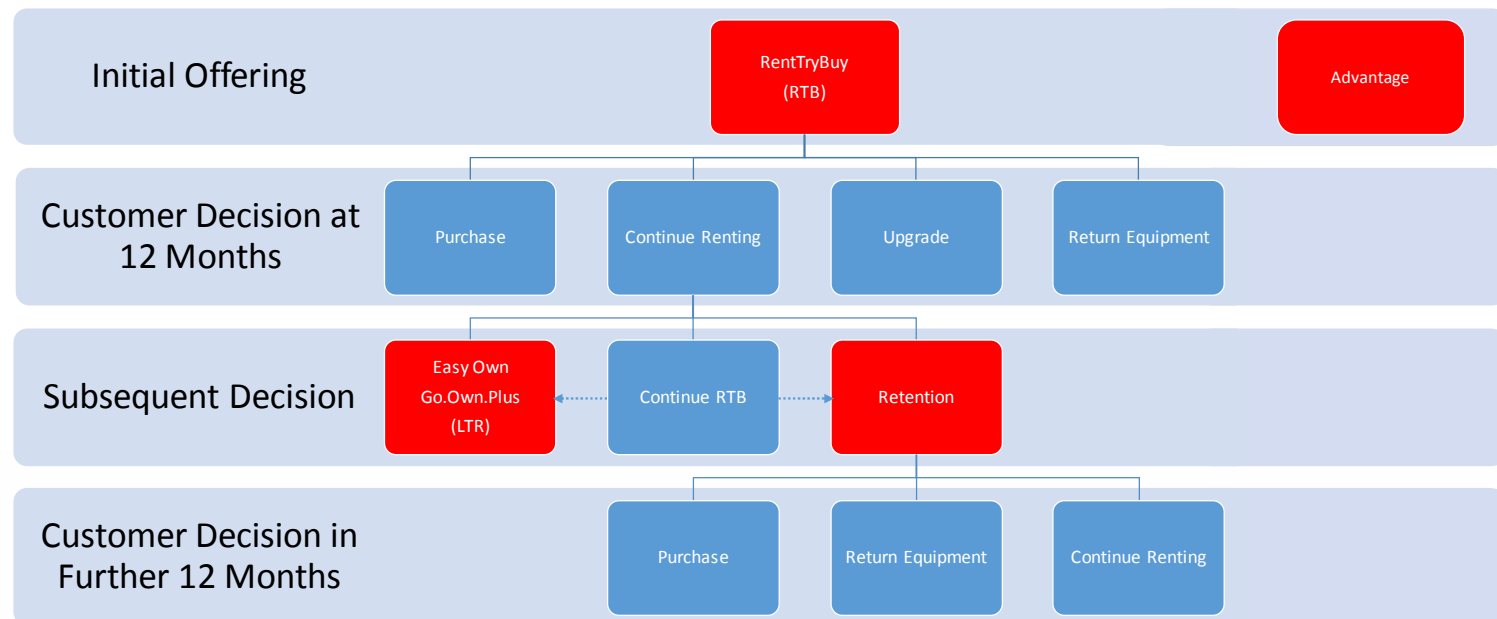 Initial Offering
RentTryBuy
(RTB)
Advantage
Customer Decision at
12 Months
Purchase
Continue Renting
Upgrade
Return Equipment
Subsequent Decision
Easy Own
Go.Own.Plus
(LTR)
Continue RTB
Retention
Customer Decision in
Further 12 Months
Purchase
Return Equipment
Continue Renting